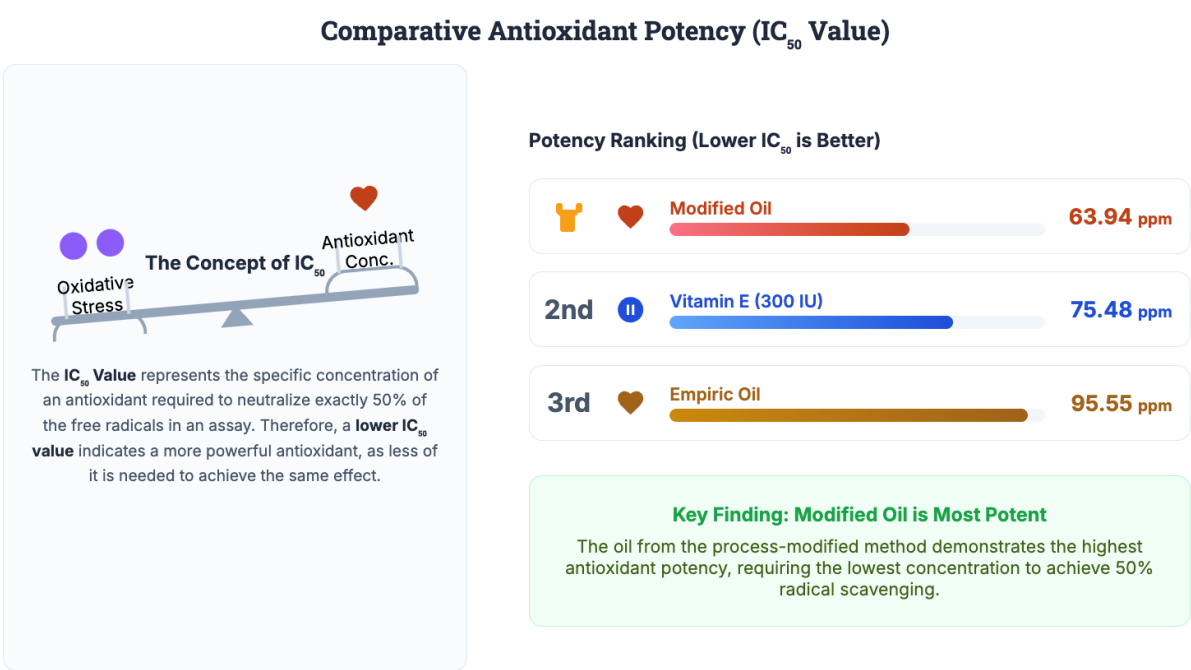 Comparative Antioxidant Potency (IC50 Value)
Oxidative
Stress
The Concept of IC50
Antioxidant
Conc.
The IC50 Value represents the specific concentration of
an antioxidant required to neutralize exactly 50% of
the free radicals in an assay. Therefore, a lower IC50
value indicates a more powerful antioxidant, as less of
it is needed to achieve the same effect.
Potency Ranking (Lower IC50 is Better)
Modified Oil
63.94 ppm
2nd
Vitamin E (300 IU)
75.48 ppm
3rd
Empiric Oil
95.55 ppm
Key Finding: Modified Oil is Most Potent
The oil from the process-modified method demonstrates the highest
antioxidant potency, requiring the lowest concentration to achieve 50%
radical scavenging.